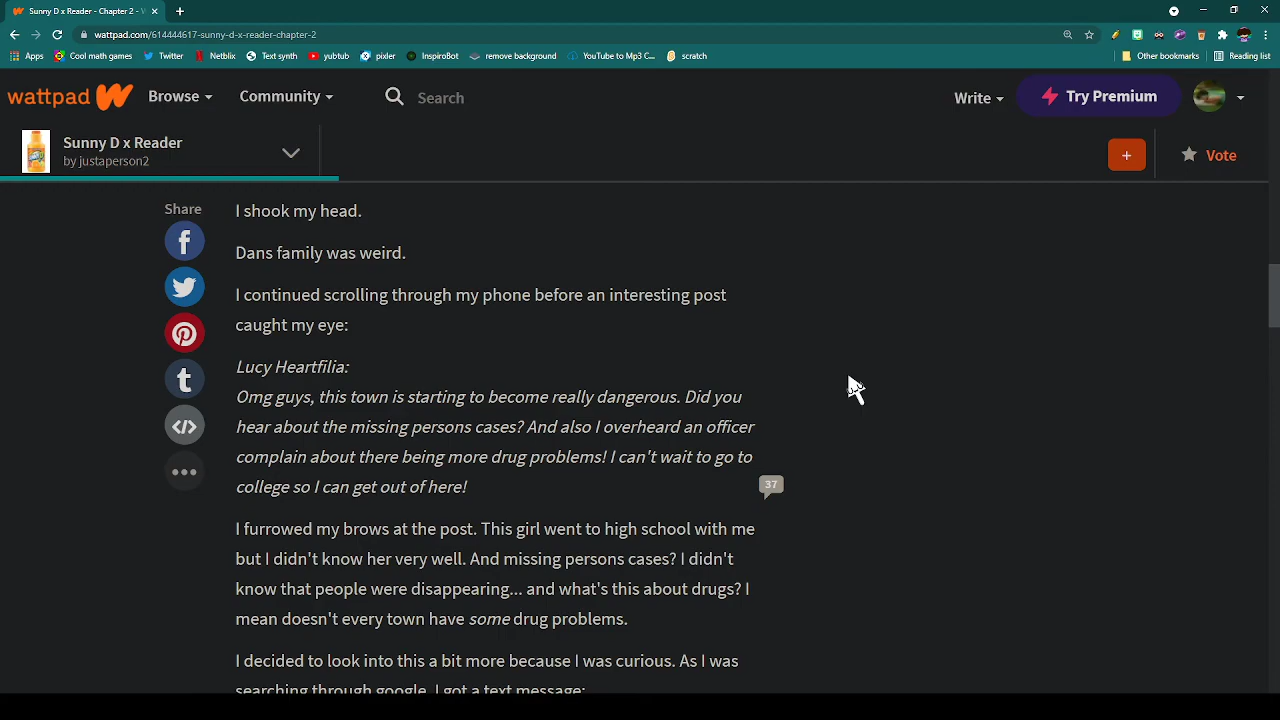 Sunny D x Reader - Chapter 2 -
wattpad.com/614444617-sunny-d-x-reader-chapter-2
Apps Cool math games Twitter Netblix Text synth yubtub pixler InspiroBot remove background YouTube to Mp3 C... scratch Other bookmarks Reading list
wattpad Browse Community Search Write Try Premium
Sunny D x Reader
by justaperson2
+ Vote
Share
I shook my head.
Dans family was weird.
I continued scrolling through my phone before an interesting post
caught my eye:
Lucy Heartfilia:
Omg guys, this town is starting to become really dangerous. Did you
hear about the missing persons cases? And also I overheard an officer
complain about there being more drug problems! I can't wait to go to
college so I can get out of here!
37
I furrowed my brows at the post. This girl went to high school with me
but I didn't know her very well. And missing persons cases? I didn't
know that people were disappearing... and what's this about drugs? I
mean doesn't every town have some drug problems.
I decided to look into this a bit more because I was curious. As I was
searching through google, I got a text message: